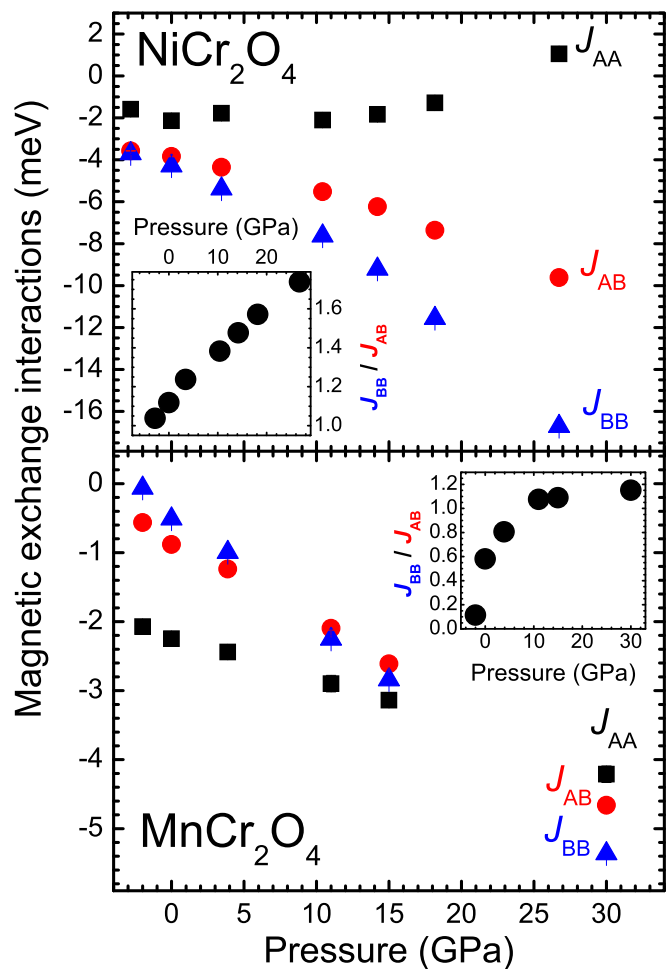 Magnetic exchange interactions (meV)
NiCr2O4
JAA
2
0
-2
-4
-6
-8
-10
-12
-14
-16
JAB
JBB
Pressure (GPa)
0 20
1.6
1.4
1.2
1.0
JBB / JAB
0
-1
-2
-3
-4
-5
JBB / JAB
1.2
1.0
0.8
0.6
0.4
0.2
0.0
0 10 20 30
Pressure (GPa)
JAA
JAB
JBB
MnCr2O4
0 5 10 15 20 25 30
Pressure (GPa)